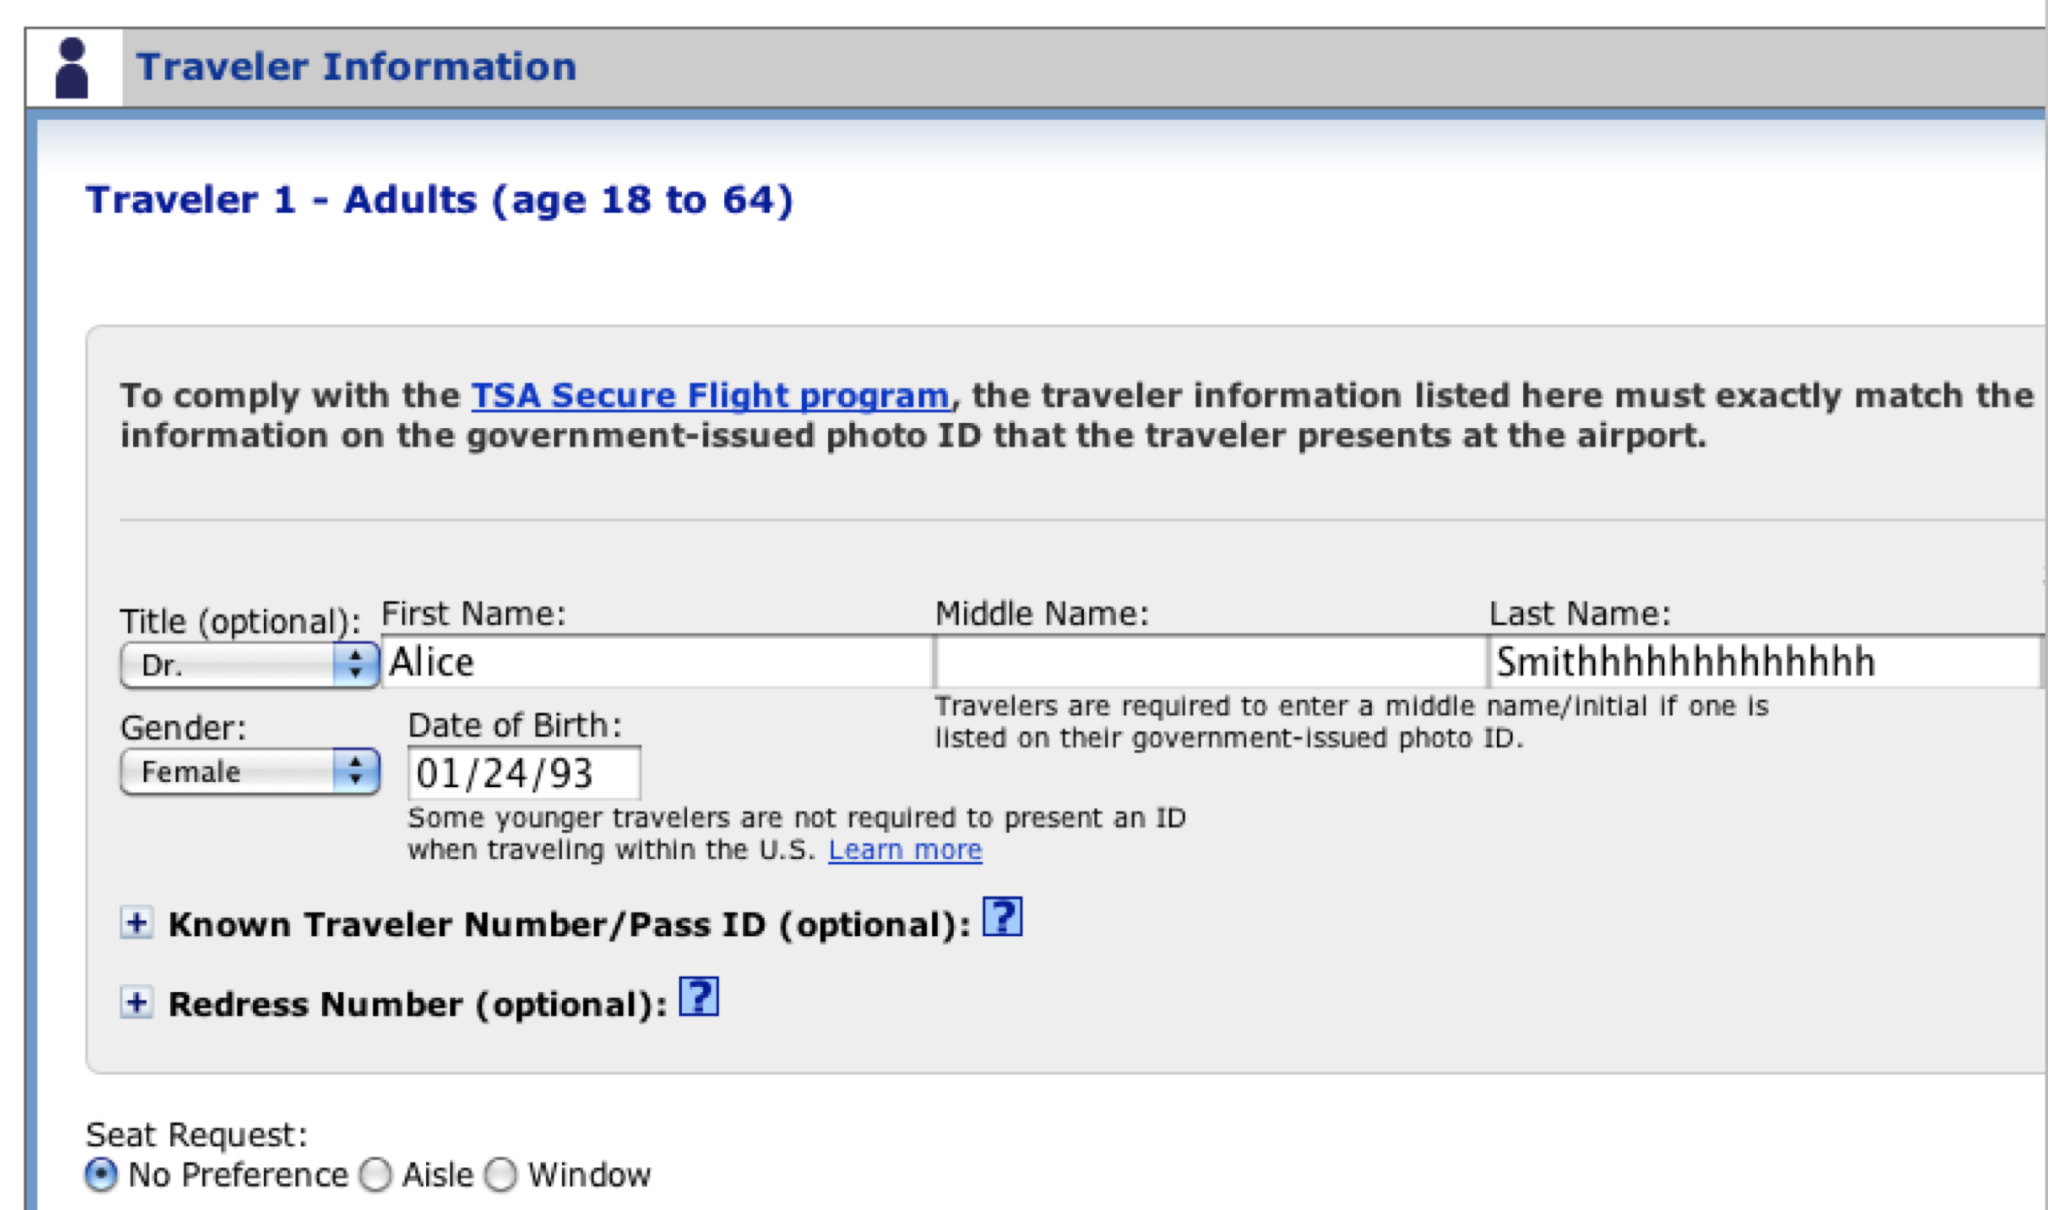 Traveler Information
Traveler 1 - Adults (age 18 to 64)
To comply with the TSA Secure Flight program, the traveler information listed here must exactly match the
information on the government-issued photo ID that the traveler presents at the airport.
Title (optional): First Name: Middle Name: Last Name:
Dr. Alice Smithhhhhhhhhhhhhhh
Travelers are required to enter a middle name/initial if one is
listed on their government-issued photo ID.
Gender: Date of Birth:
Female 01/24/93
Some younger travelers are not required to present an ID
when traveling within the U.S. Learn more
+ Known Traveler Number/Pass ID (optional): ?
+ Redress Number (optional): ?
Seat Request:
No Preference Aisle Window